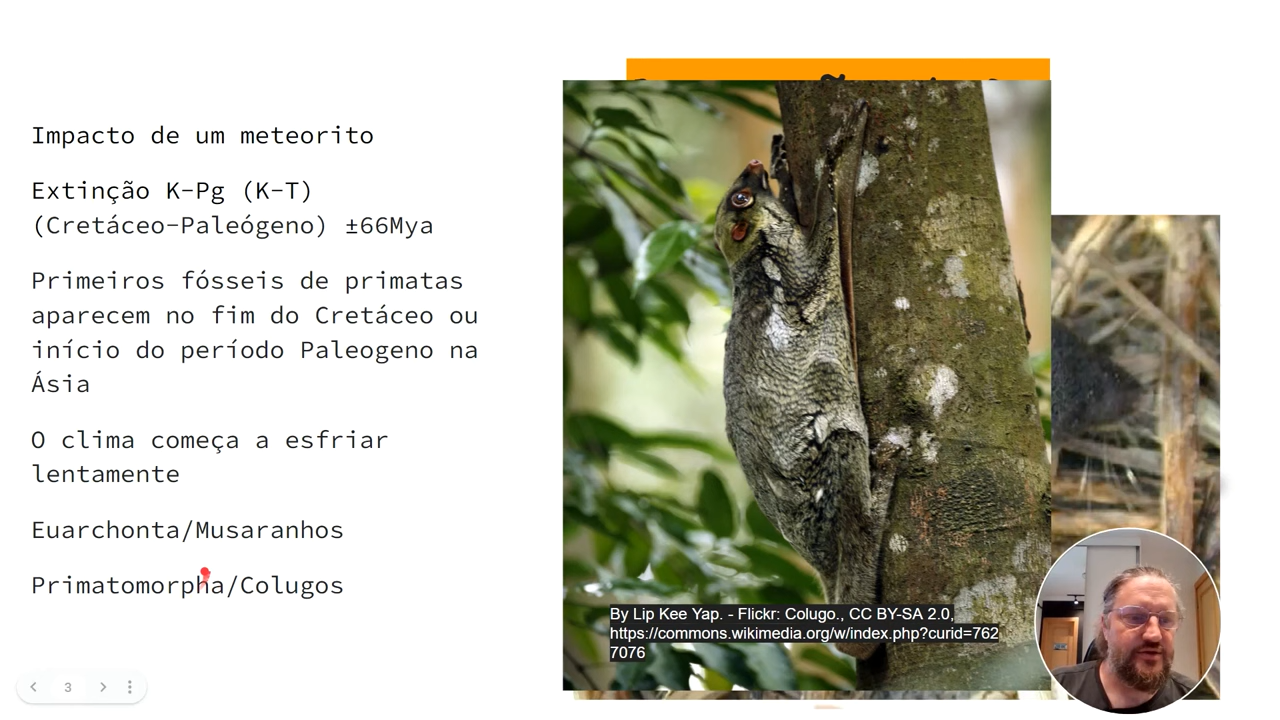 Impacto de um meteorito
Extinção K-Pg (K-T)
(Cretáceo-Paleógeno) ±66Mya
Primeiros fósseis de primatas
aparecem no fim do Cretáceo ou
início do período Paleogeno na
Ásia
O clima começa a esfriar
lentamente
Euarchonta/Musaranhos
Primatomorpha/Colugos
By Lip Kee Yap. - Flickr: Colugo., CC BY-SA 2.0,
https://commons.wikimedia.org/w/index.php?curid=762
7076
3